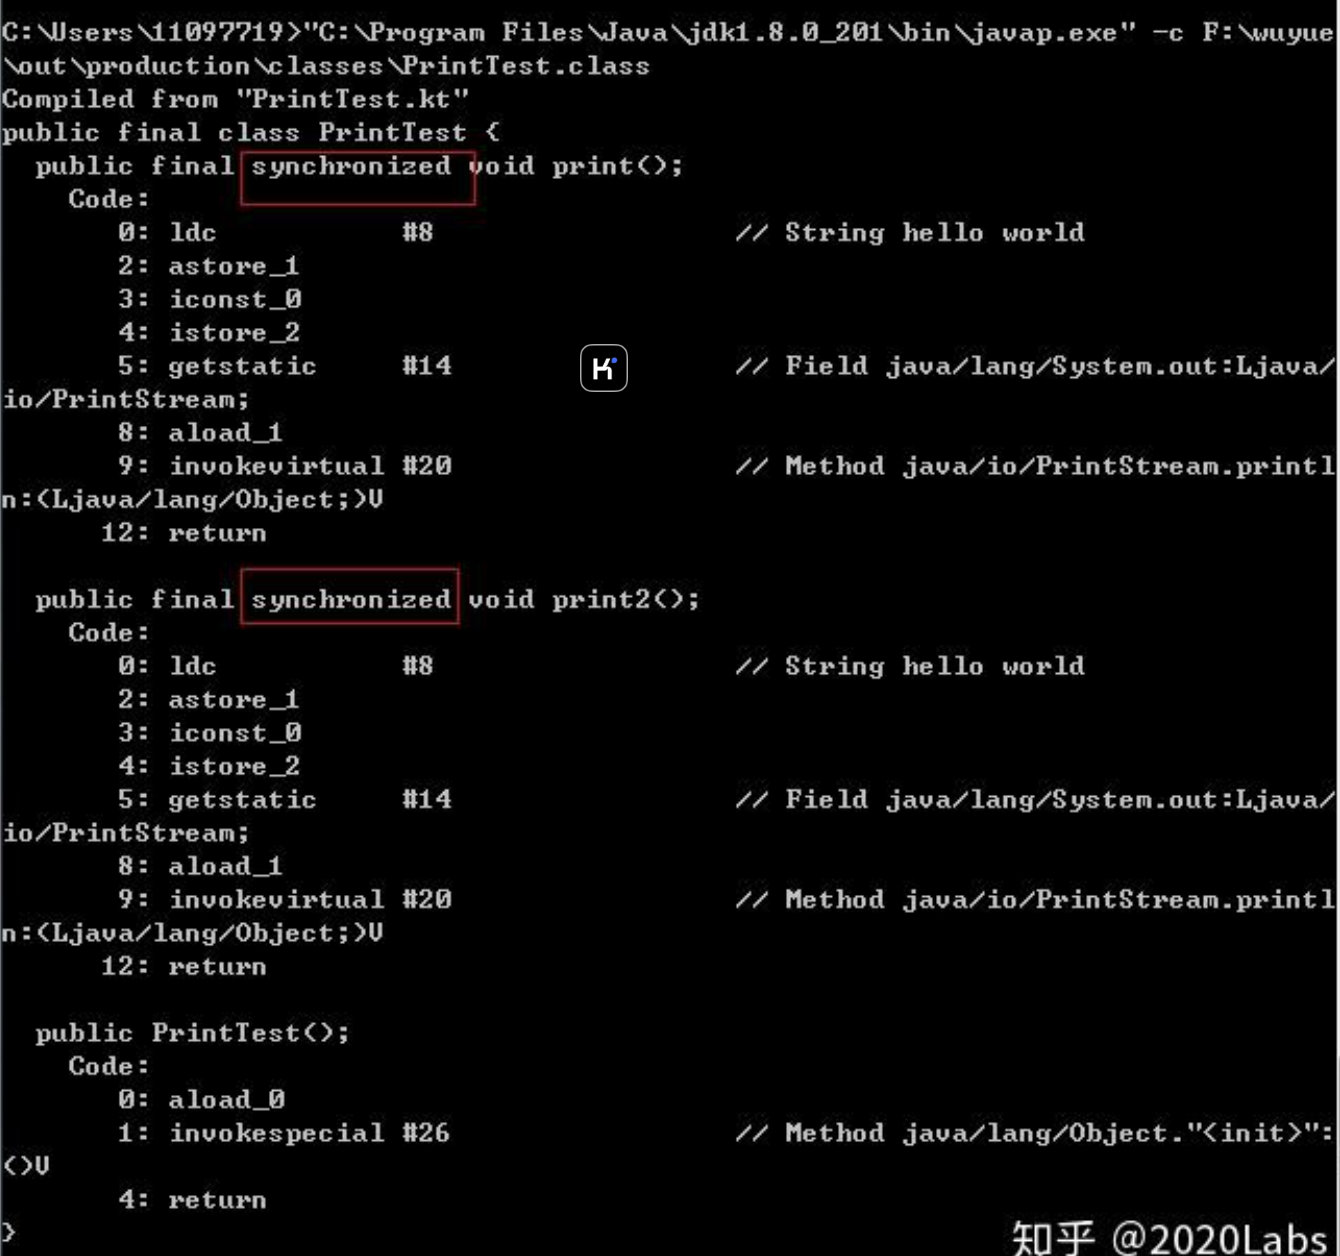 C:\Users\11097719>"C:\Program Files\Java\jdk1.8.0_201\bin\javap.exe" -c F:\wuyue
\out\production\classes\PrintTest.class
Compiled from "PrintTest.kt"
public final class PrintTest {
  public final synchronized void print();
    Code:
       0: ldc           #8                  // String hello world
       2: astore_1
       3: iconst_0
       4: istore_2
       5: getstatic     #14                 // Field java/lang/System.out:Ljava/
io/PrintStream;
       8: aload_1
       9: invokevirtual #20                 // Method java/io/PrintStream.printl
n:(Ljava/lang/Object;)V
      12: return
  public final synchronized void print2();
    Code:
       0: ldc           #8                  // String hello world
       2: astore_1
       3: iconst_0
       4: istore_2
       5: getstatic     #14                 // Field java/lang/System.out:Ljava/
io/PrintStream;
       8: aload_1
       9: invokevirtual #20                 // Method java/io/PrintStream.printl
n:(Ljava/lang/Object;)V
      12: return
  public PrintTest();
    Code:
       0: aload_0
       1: invokespecial #26                 // Method java/lang/Object."<init>":
()V
       4: return
}
K
知乎 @2020Labs